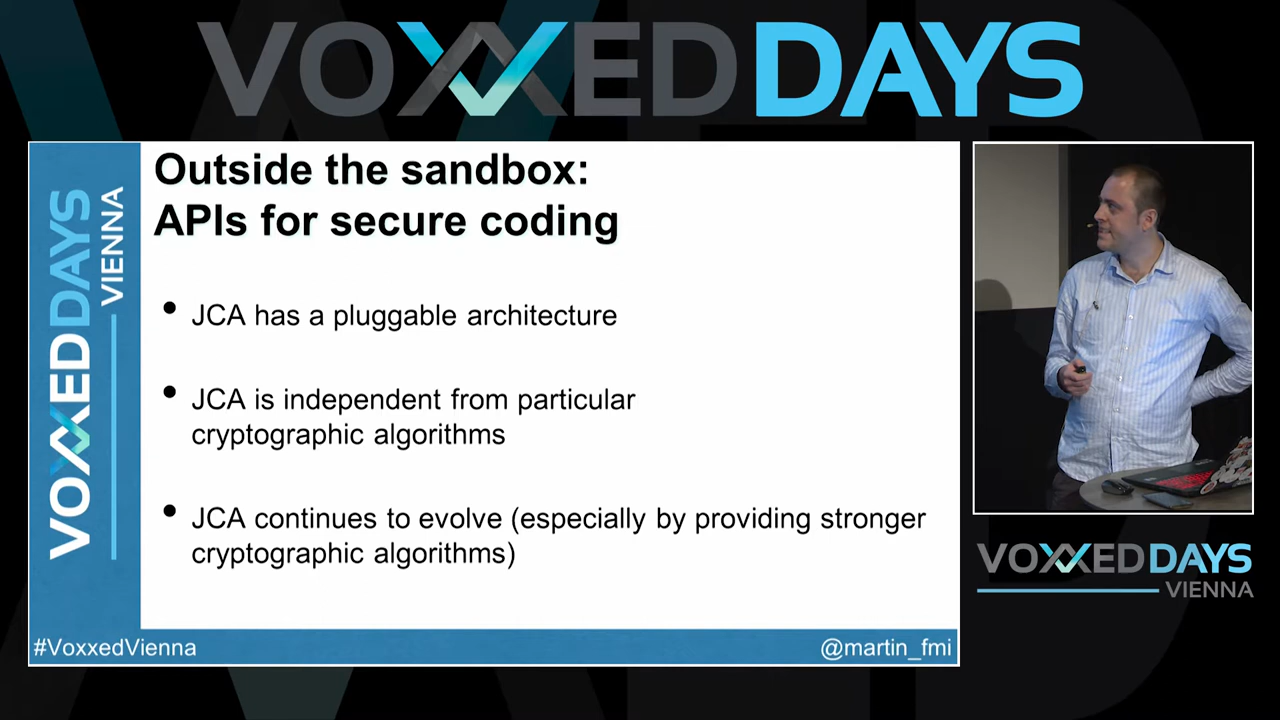 VOXXED DAYS
VOXXED DAYS
VIENNA
Outside the sandbox:
APIs for secure coding
• JCA has a pluggable architecture
• JCA is independent from particular
cryptographic algorithms
• JCA continues to evolve (especially by providing stronger
cryptographic algorithms)
#VoxxedVienna
@martin_fmi
VOXXED DAYS
VIENNA